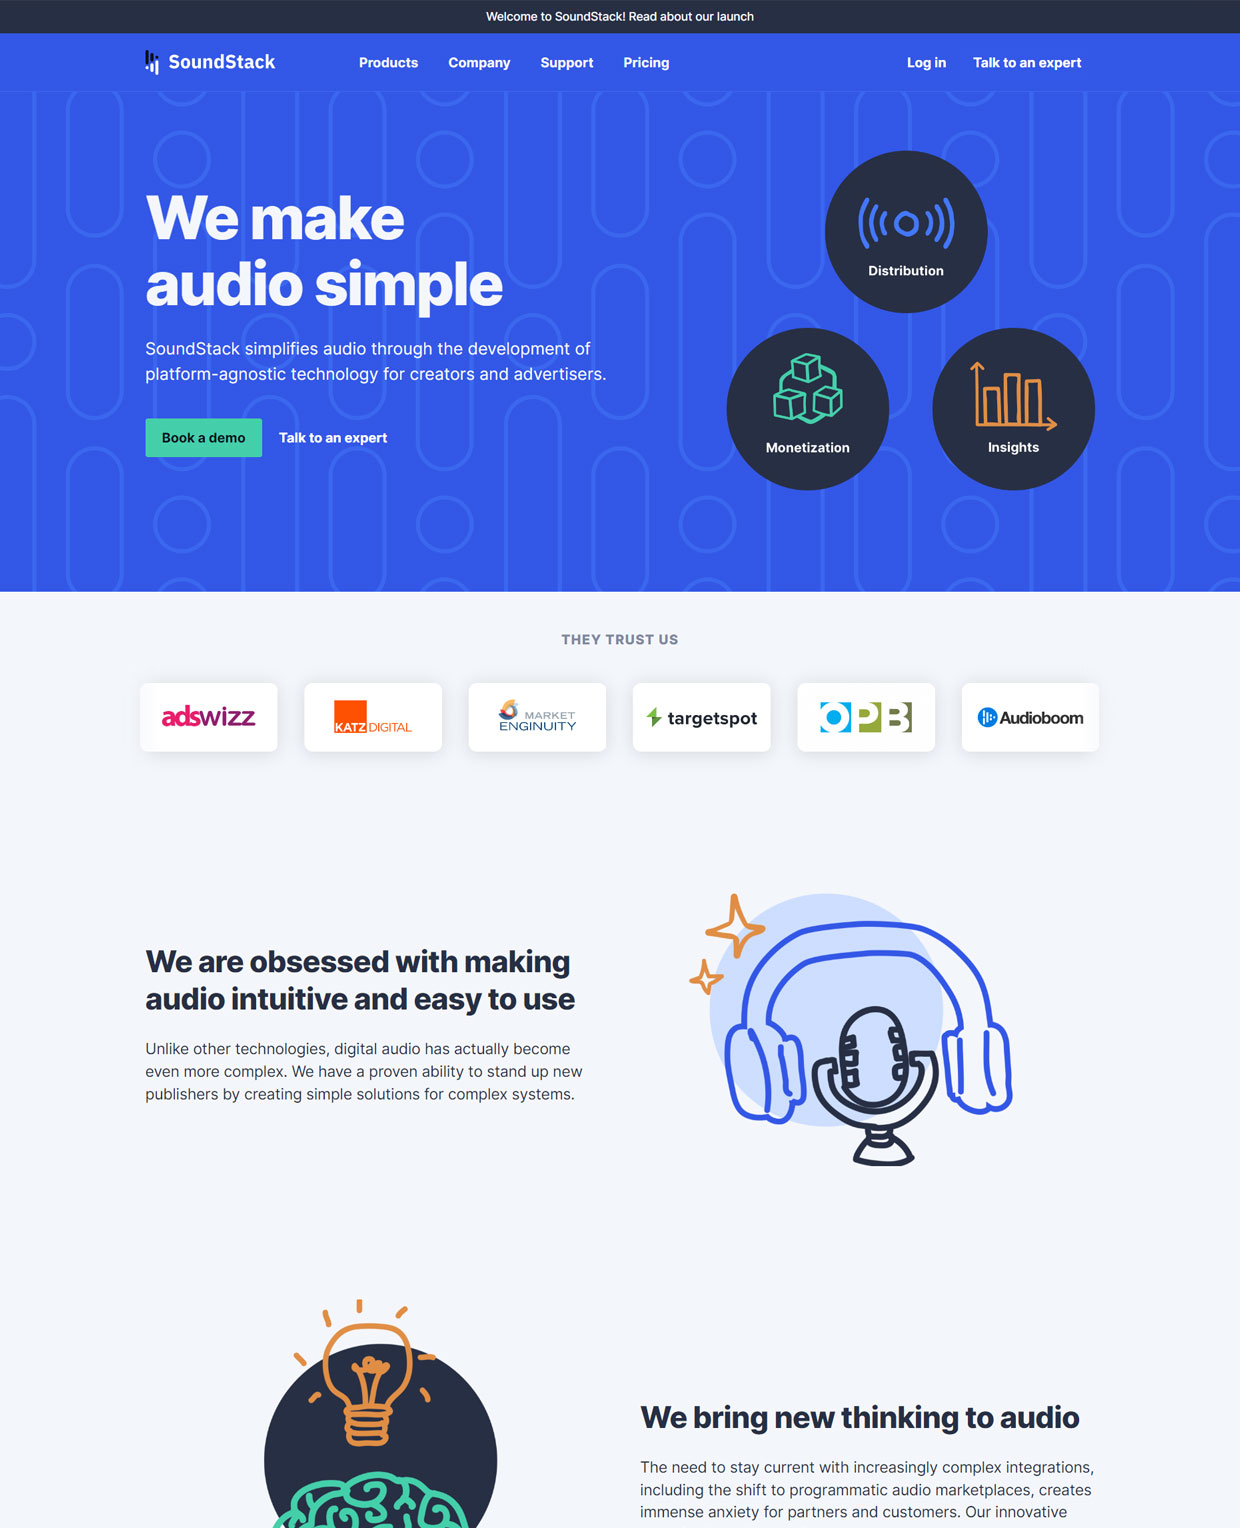 Welcome to SoundStack! Read about our launch
SoundStack
Products
Company
Support
Pricing
Log in
Talk to an expert
We make
audio simple
SoundStack simplifies audio through the development of
platform-agnostic technology for creators and advertisers.
Book a demo
Talk to an expert
Distribution
Monetization
Insights
THEY TRUST US
adswizz
KATZ DIGITAL
MARKET
ENGINUITY
targetspot
OPB
Audioboom
We are obsessed with making
audio intuitive and easy to use
Unlike other technologies, digital audio has actually become
even more complex. We have a proven ability to stand up new
publishers by creating simple solutions for complex systems.
We bring new thinking to audio
The need to stay current with increasingly complex integrations,
including the shift to programmatic audio marketplaces, creates
immense anxiety for partners and customers. Our innovative